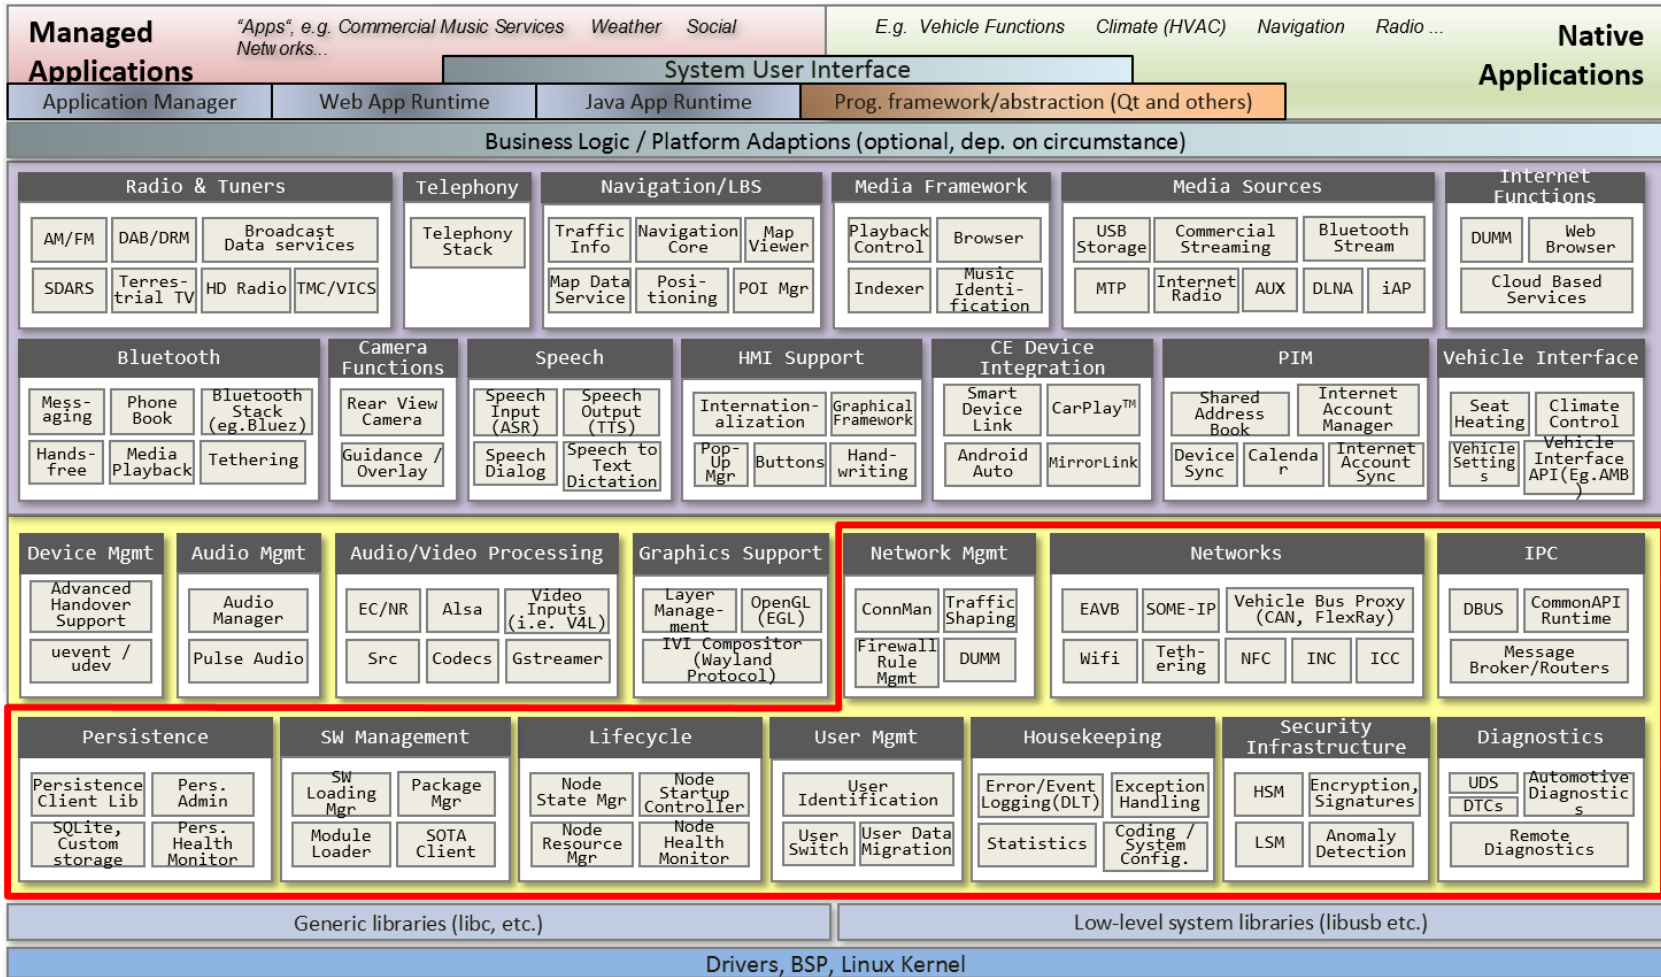 Managed
Applications
"Apps", e.g. Commercial Music Services Weather Social
Networks...
E.g. Vehicle Functions Climate (HVAC) Navigation Radio ...
Native
Applications
System User Interface
Application Manager
Web App Runtime
Java App Runtime
Prog. framework/abstraction (Qt and others)
Business Logic / Platform Adaptions (optional, dep. on circumstance)
Radio & Tuners
AM/FM
DAB/DRM
Broadcast
Data services
SDARS
Terres-
trial TV
HD Radio
TMC/VICS
Telephony
Telephony
Stack
Navigation/LBS
Traffic
Info
Navigation
Core
Map
Viewer
Map Data
Service
Posi-
tioning
POI Mgr
Media Framework
Playback
Control
Browser
Indexer
Music
Identi-
fication
Media Sources
USB
Storage
Commercial
Streaming
Bluetooth
Stream
MTP
Internet
Radio
AUX
DLNA
iAP
Internet
Functions
DUMM
Web
Browser
Cloud Based
Services
Bluetooth
Mess-
aging
Phone
Book
Bluetooth
Stack
(eg.Bluez)
Hands-
free
Media
Playback
Tethering
Camera
Functions
Rear View
Camera
Guidance /
Overlay
Speech
Speech
Input
(ASR)
Speech
Output
(TTS)
Speech
Dialog
Speech to
Text
Dictation
HMI Support
Internation-
alization
Graphical
Framework
Pop-
Up
Mgr
Buttons
Hand-
writing
CE Device
Integration
Smart
Device
Link
CarPlay™
Android
Auto
MirrorLink
PIM
Shared
Address
Book
Internet
Account
Manager
Device
Sync
Calenda
r
Internet
Account
Sync
Vehicle Interface
Seat
Heating
Climate
Control
Vehicle
Setting
s
Vehicle
Interface
API(Eg.AMB
)
Device Mgmt
Advanced
Handover
Support
uevent /
udev
Audio Mgmt
Audio
Manager
Pulse Audio
Audio/Video Processing
EC/NR
Alsa
Video
Inputs
(i.e. V4L)
Src
Codecs
Gstreamer
Graphics Support
Layer
Manage-
ment
OpenGL
(EGL)
IVI Compositor
(Wayland
Protocol)
Network Mgmt
ConnMan
Traffic
Shaping
Firewall
Rule
Mgmt
DUMM
Networks
EAVB
SOME-IP
Vehicle Bus Proxy
(CAN, FlexRay)
Wifi
Teth-
ering
NFC
INC
ICC
IPC
DBUS
CommonAPI
Runtime
Message
Broker/Routers
Persistence
Persistence
Client Lib
Pers.
Admin
SQLite,
Custom
storage
Pers.
Health
Monitor
SW Management
SW
Loading
Mgr
Package
Mgr
Module
Loader
SOTA
Client
Lifecycle
Node
State Mgr
Node
Startup
Controller
Node
Resource
Mgr
Node
Health
Monitor
User Mgmt
User
Identification
User
Switch
User Data
Migration
Housekeeping
Error/Event
Logging(DLT)
Exception
Handling
Statistics
Coding /
System
Config.
Security
Infrastructure
HSM
Encryption,
Signatures
LSM
Anomaly
Detection
Diagnostics
UDS
DTCs
Automotive
Diagnostic
s
Remote
Diagnostics
Generic libraries (libc, etc.)
Low-level system libraries (libusb etc.)
Drivers, BSP, Linux Kernel